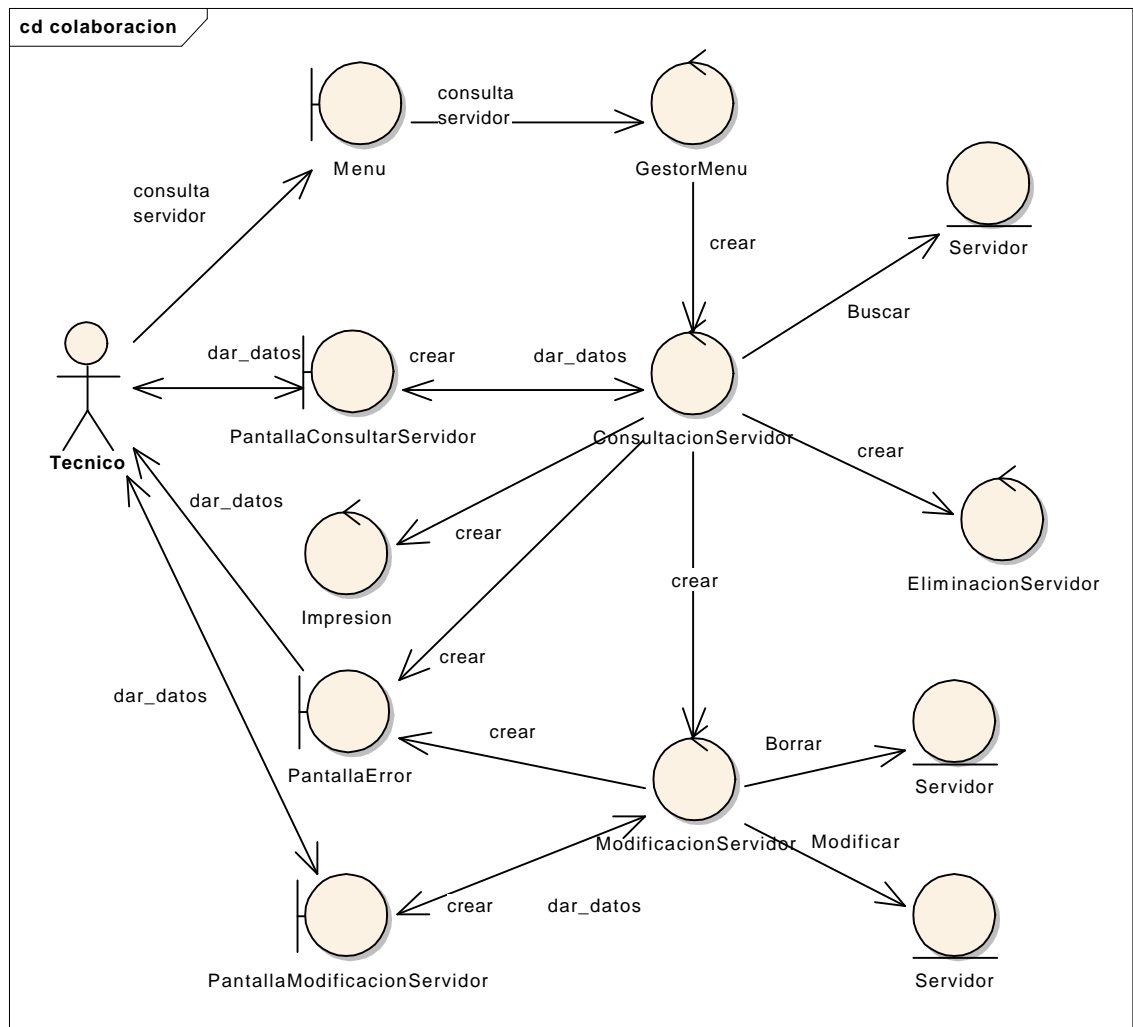 cd colaboracion
consulta
servidor
Menu
GestorMenu
consulta
servidor
Servidor
crear
Buscar
dar_datos
crear
dar_datos
PantallaConsultarServidor
ConsultacionServidor
Tecnico
crear
dar_datos
crear
Impresion
crear
EliminacionServidor
crear
dar_datos
crear
Borrar
PantallaError
Servidor
ModificacionServidor
Modificar
crear
dar_datos
PantallaModificacionServidor
Servidor